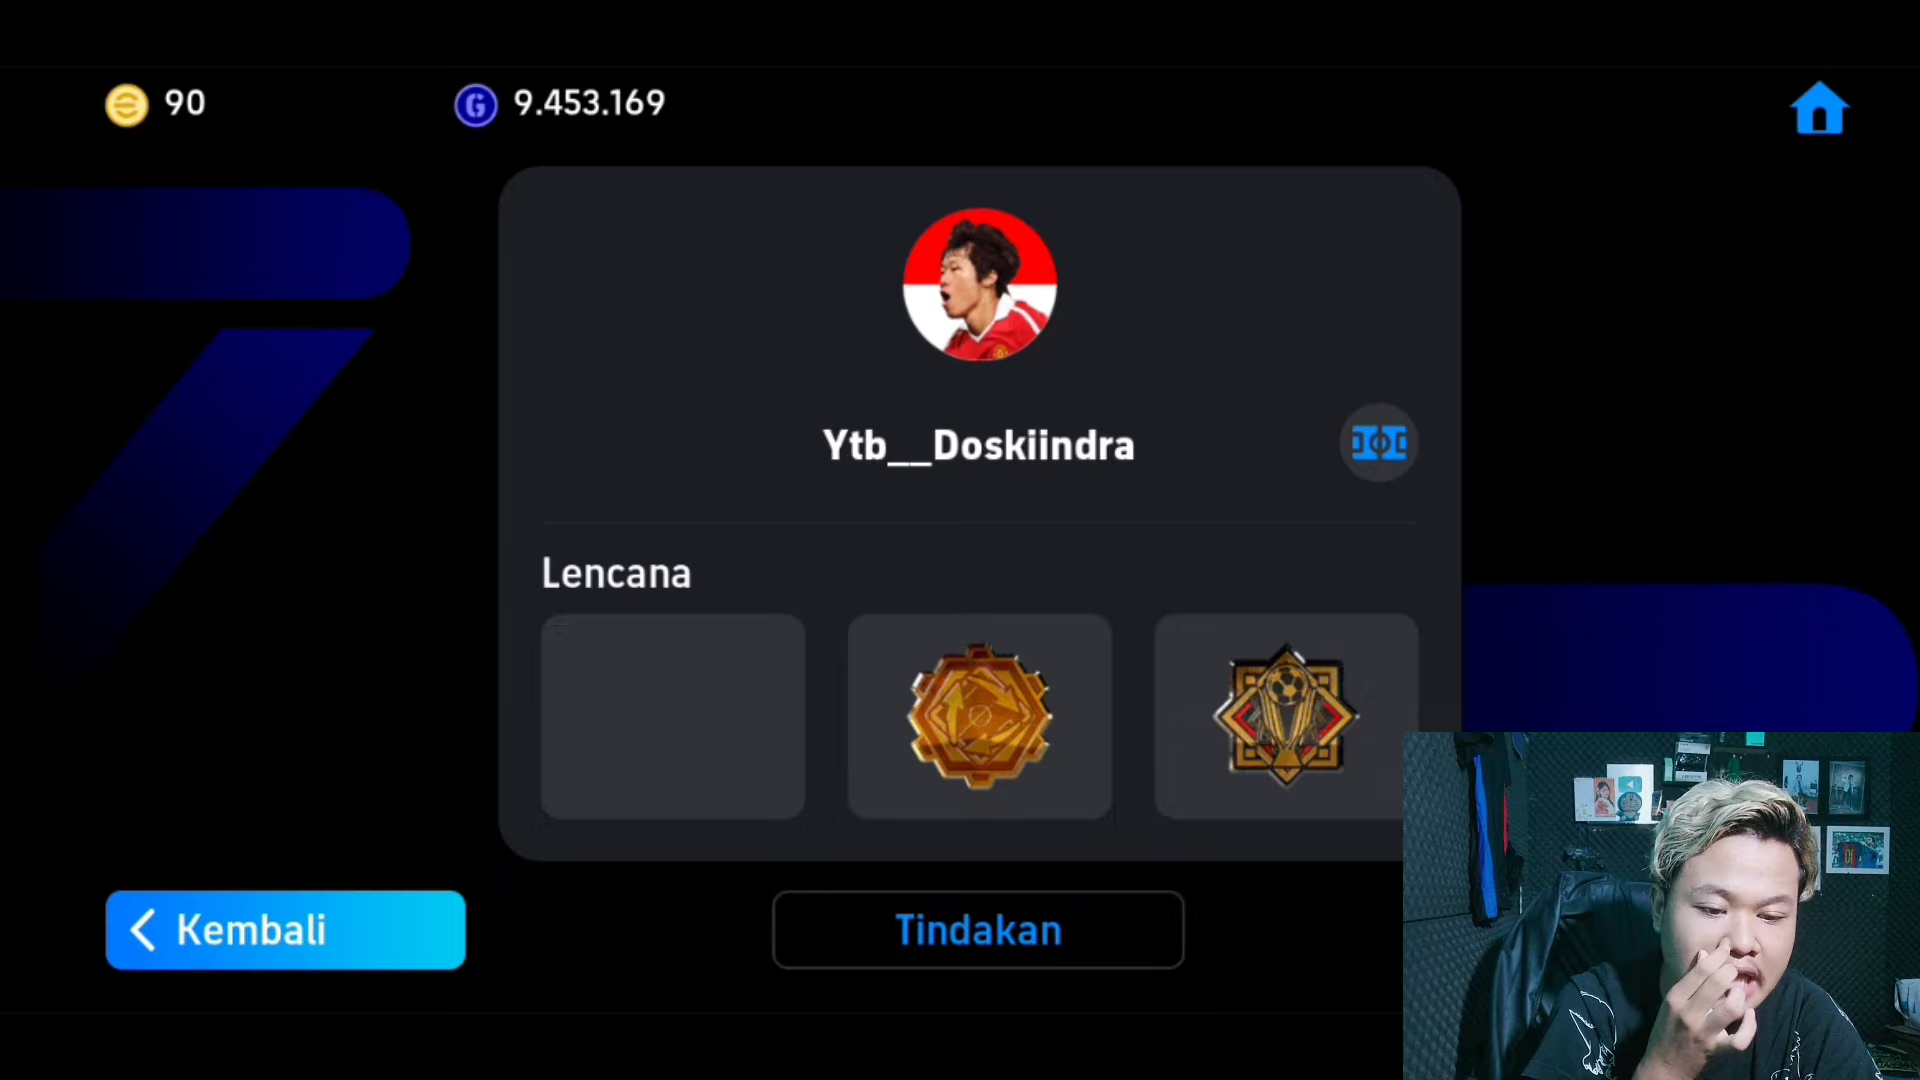 90
9.453.169
Ytb__Doskiindra
Lencana
Kembali
Tindakan